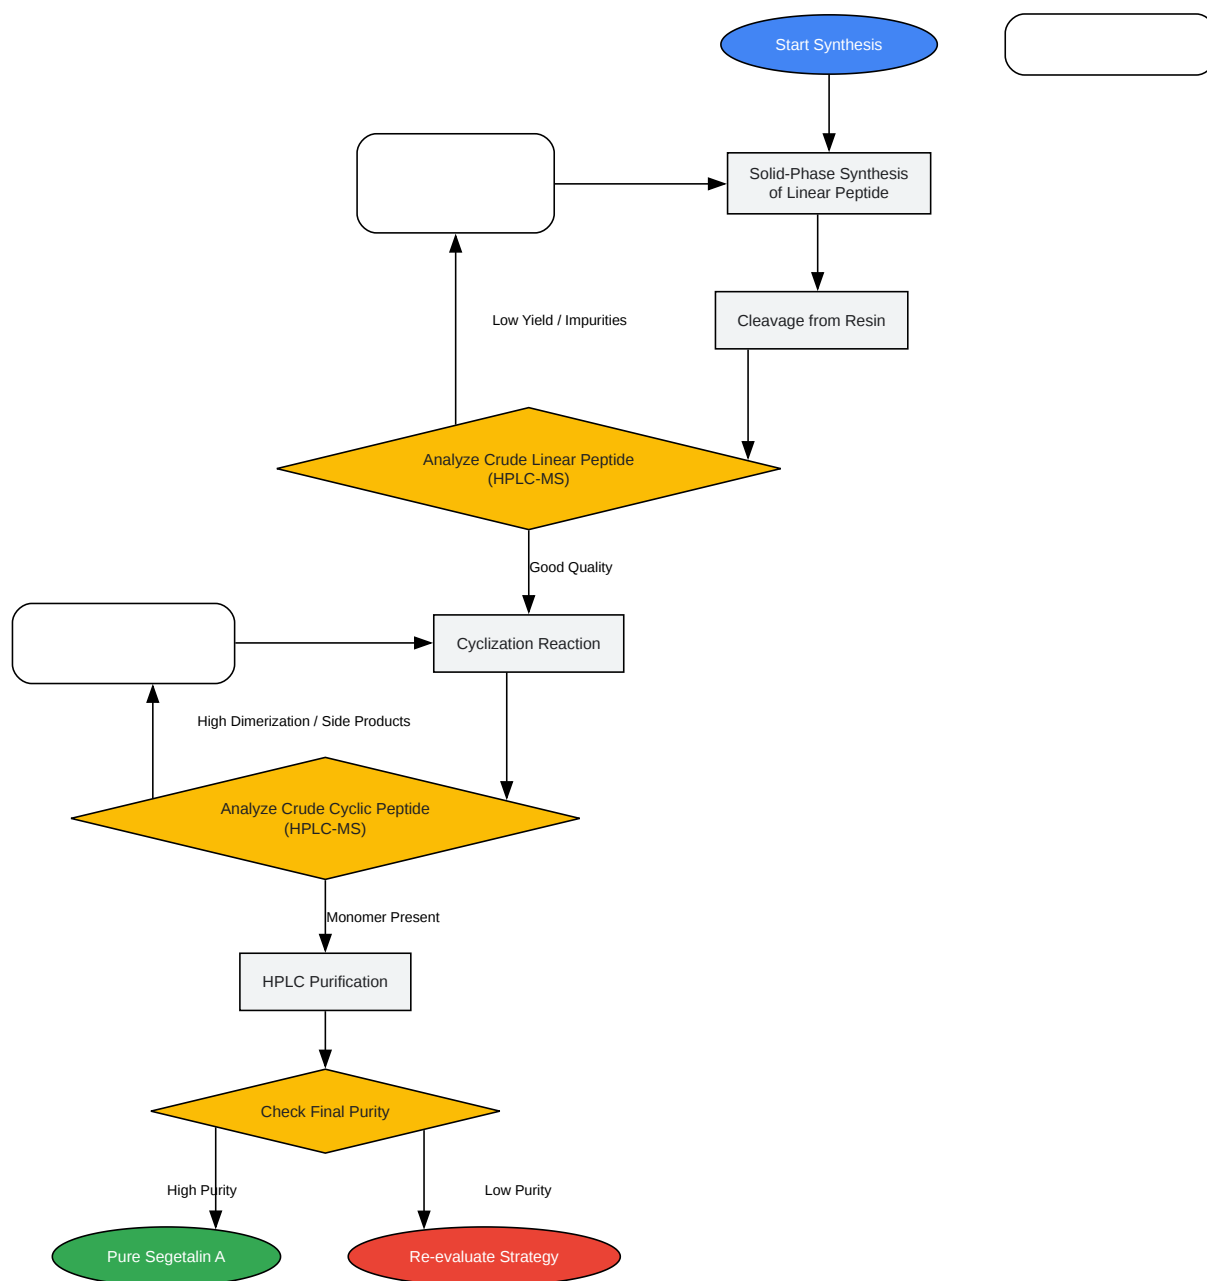 Start Synthesis
Solid-Phase Synthesis
of Linear Peptide
Low Yield / Impurities
Cleavage from Resin
Analyze Crude Linear Peptide
(HPLC-MS)
Good Quality
Cyclization Reaction
High Dimerization / Side Products
Analyze Crude Cyclic Peptide
(HPLC-MS)
Monomer Present
HPLC Purification
Check Final Purity
High Purity
Low Purity
Pure Segetalin A
Re-evaluate Strategy